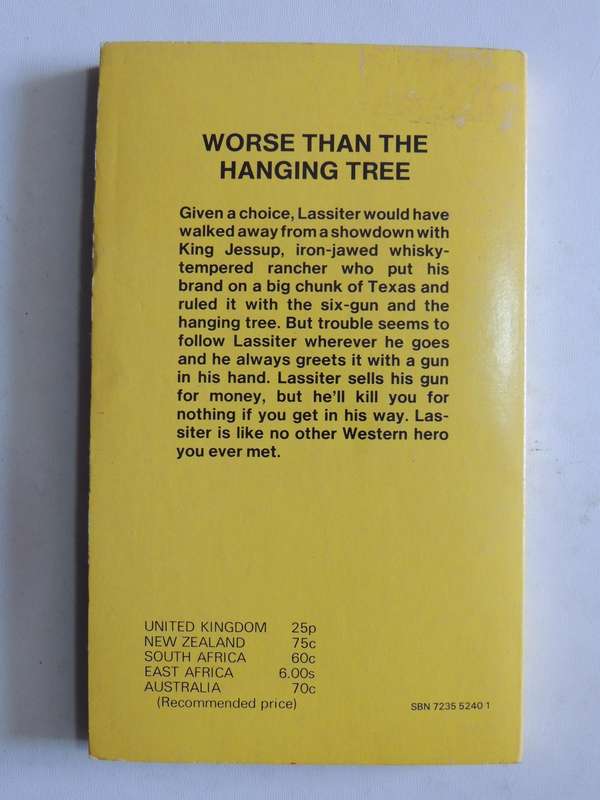 WORSE THAN THE
HANGING TREE
Given a choice, Lassiter would have
walked away from a showdown with
King Jessup, iron-jawed whisky-
tempered rancher who put his
brand on a big chunk of Texas and
ruled it with the six-gun and the
hanging tree. But trouble seems to
follow Lassiter wherever he goes
and he always greets it with a gun
in his hand. Lassiter sells his gun
for money, but he'll kill you for
nothing if you get in his way. Las-
siter is like no other Western hero
you ever met.
UNITED KINGDOM 25p
NEW ZEALAND 75c
SOUTH AFRICA 60c
EAST AFRICA 6.00s
AUSTRALIA 70c
(Recommended price)
SBN 7235 5240 1